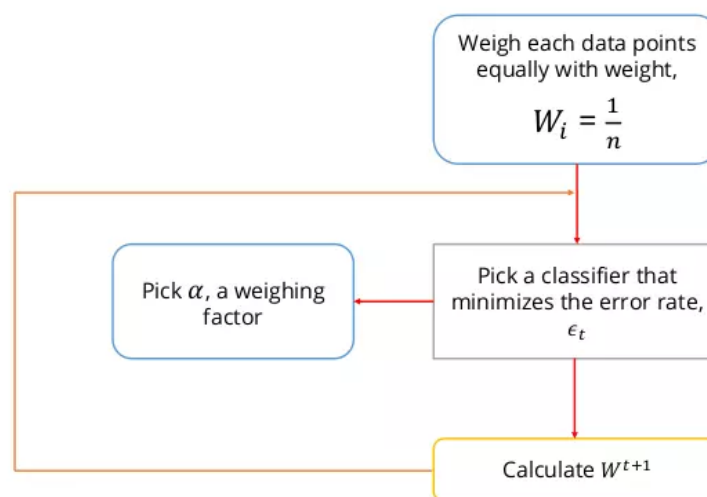 Weigh each data points
equally with weight,
W_i = 1/n
Pick α, a weighing
factor
Pick a classifier that
minimizes the error rate,
ϵ_t
Calculate W^{t+1}